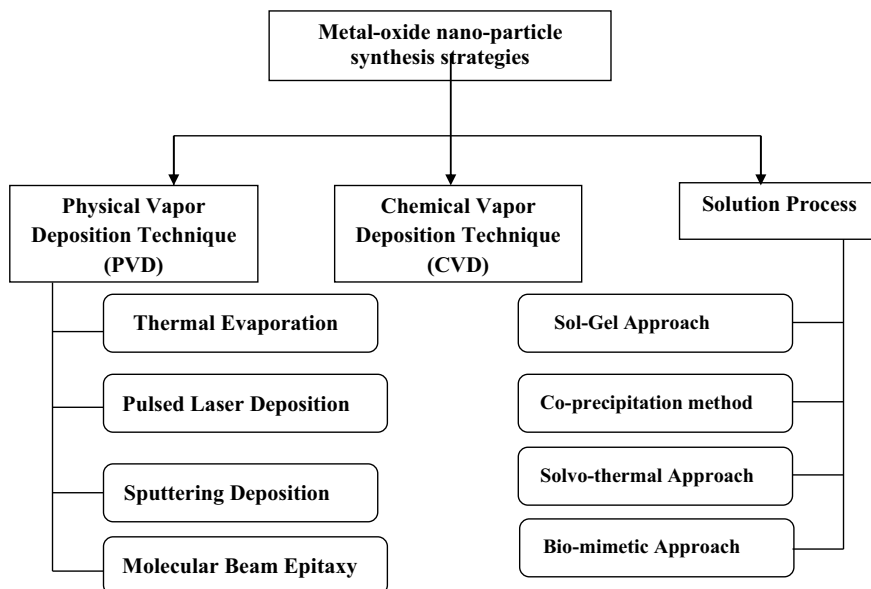 Metal-oxide nano-particle
synthesis strategies
Physical Vapor
Deposition Technique
(PVD)
Chemical Vapor
Deposition Technique
(CVD)
Solution Process
Thermal Evaporation
Pulsed Laser Deposition
Sputtering Deposition
Molecular Beam Epitaxy
Sol-Gel Approach
Co-precipitation method
Solvo-thermal Approach
Bio-mimetic Approach